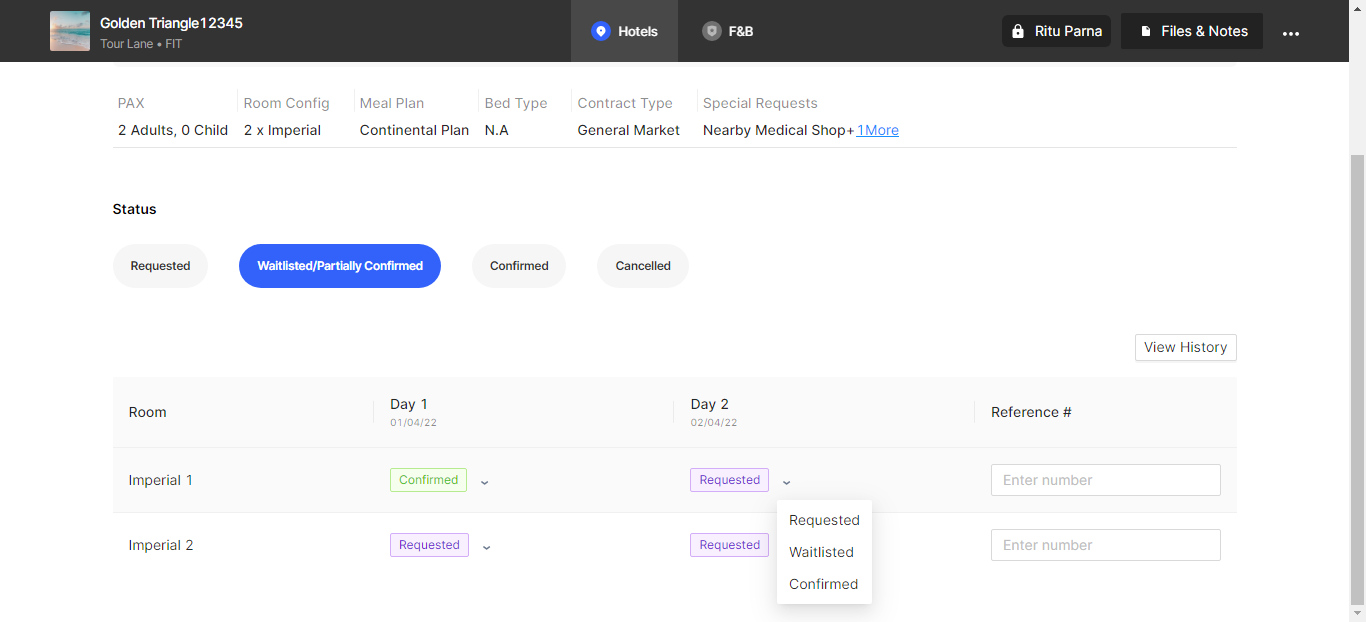 Golden Triangle12345
Tour Lane • FIT
Hotels
F&B
Ritu Parna
Files & Notes
PAX
Room Config
Meal Plan
Bed Type
Contract Type
Special Requests
2 Adults, 0 Child
2 x Imperial
Continental Plan
N.A
General Market
Nearby Medical Shop+ 1More
Status
Requested
Waitlisted/Partially Confirmed
Confirmed
Cancelled
View History
Room
Day 1
01/04/22
Day 2
02/04/22
Reference #
Imperial 1
Confirmed
Requested
Enter number
Imperial 2
Requested
Requested
Enter number
Requested
Waitlisted
Confirmed